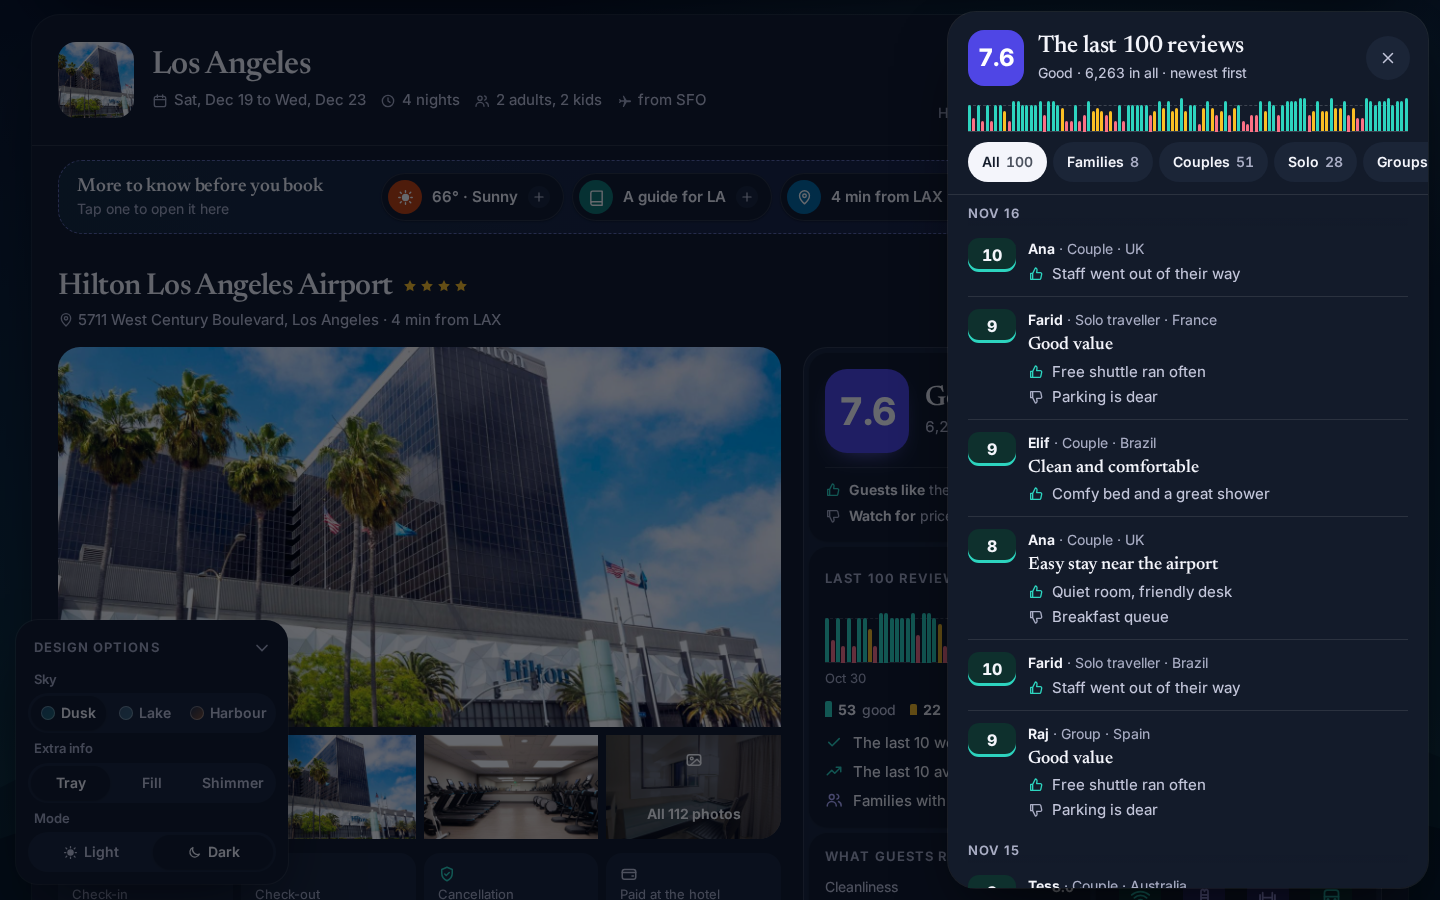 Los Angeles
Sat, Dec 19 to Wed, Dec 23 4 nights 2 adults, 2 kids from SFO
More to know before you book
Tap one to open it here
66° · Sunny
A guide for LA
4 min from LAX
Hilton Los Angeles Airport
5711 West Century Boulevard, Los Angeles · 4 min from LAX
Hilton
All 112 photos
Check-in
Check-out
Cancellation
Paid at the hotel
7.6
Guests like the
Watch for price
LAST 100 REVIEW
Oct 30
53 good 22
The last 10 w
The last 10 av
Families with
WHAT GUESTS R
Cleanliness
DESIGN OPTIONS
Sky
Dusk Lake Harbour
Extra info
Tray Fill Shimmer
Mode
Light Dark
7.6
The last 100 reviews
Good · 6,263 in all · newest first
All 100 Families 8 Couples 51 Solo 28 Groups
NOV 16
10
Ana · Couple · UK
Staff went out of their way
9
Farid · Solo traveller · France
Good value
Free shuttle ran often
Parking is dear
9
Elif · Couple · Brazil
Clean and comfortable
Comfy bed and a great shower
8
Ana · Couple · UK
Easy stay near the airport
Quiet room, friendly desk
Breakfast queue
10
Farid · Solo traveller · Brazil
Staff went out of their way
9
Raj · Group · Spain
Good value
Free shuttle ran often
Parking is dear
NOV 15
Tess · Couple · Australia